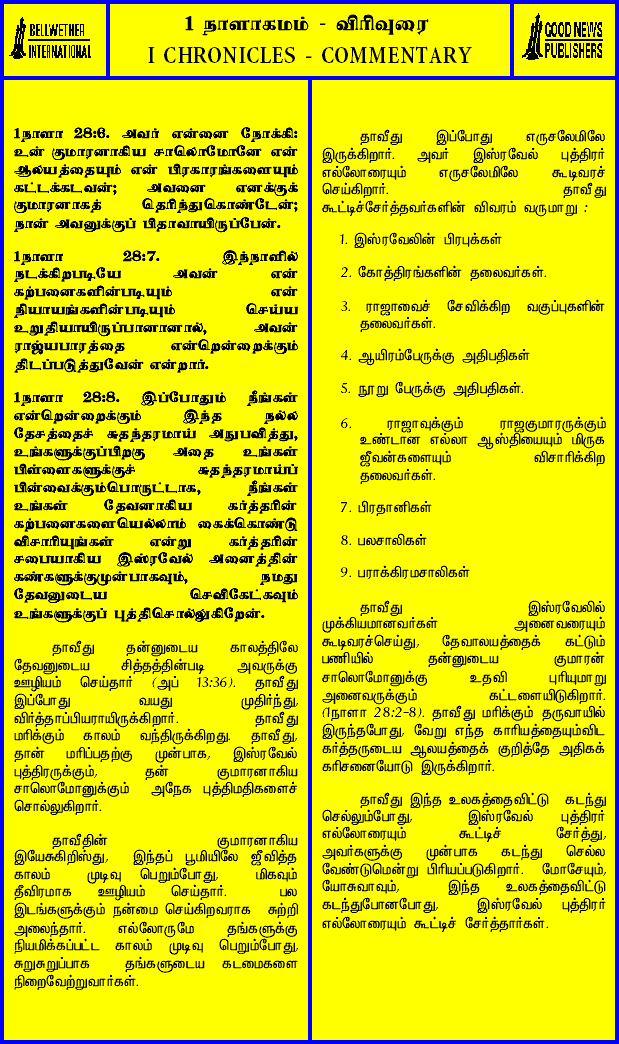 BELLWETHER
INTERNATIONAL
1 நாளாகமம் - விரிவுரை
I CHRONICLES - COMMENTARY
GOOD NEWS
PUBLISHERS
1நாளா 28:6. அவர் என்னை நோக்கி:
உன் குமாரனாகிய சாலொமோனே என்
ஆலயத்தையும் என் பிரகாரங்களையும்
கட்டக்கடவன்; அவனை எனக்குக்
குமாரனாகத் தெரிந்துகொண்டேன்;
நான் அவனுக்குப் பிதாவாயிருப்பேன்.
1நாளா 28:7. இந்நாளில்
நடக்கிறபடியே அவன் என்
கற்பனைகளின்படியும் என்
நியாயங்களின்படியும் செய்ய
உறுதியாயிருப்பானானால், அவன்
ராஜ்யபாரத்தை என்றென்றைக்கும்
திடப்படுத்துவேன் என்றார்.
1நாளா 28:8. இப்போதும் நீங்கள்
என்றென்றைக்கும் இந்த நல்ல
தேசத்தைச் சுதந்தரமாய் அநுபவித்து,
உங்களுக்குப்பிறகு அதை உங்கள்
பிள்ளைகளுக்குச் சுதந்தரமாய்ப்
பின்வைக்கும்பொருட்டாக, நீங்கள்
உங்கள் தேவனாகிய கர்த்தரின்
கற்பனைகளையெல்லாம் கைக்கொண்டு
விசாரியுங்கள் என்று கர்த்தரின்
சபையாகிய இஸ்ரவேல் அனைத்தின்
கண்களுக்குமுன்பாகவும், நமது
தேவனுடைய செவிகேட்கவும்
உங்களுக்குப் புத்திசொல்லுகிறேன்.
தாவீது தன்னுடைய காலத்திலே
தேவனுடைய சித்தத்தின்படி அவருக்கு
ஊழியம் செய்தார் (அப் 13:36). தாவீது
இப்போது வயது முதிர்ந்து,
விர்த்தாப்பியராயிருக்கிறார். தாவீது
மரிக்கும் காலம் வந்திருக்கிறது. தாவீது,
தான் மரிப்பதற்கு முன்பாக, இஸ்ரவேல்
புத்திரருக்கும், தன் குமாரனாகிய
சாலொமோனுக்கும் அநேக புத்திமதிகளைச்
சொல்லுகிறார்.
தாவீதின் குமாரனாகிய
இயேசுகிறிஸ்து, இந்தப் பூமியிலே ஜீவித்த
காலம் முடிவு பெறும்போது, மிகவும்
தீவிரமாக ஊழியம் செய்தார். பல
இடங்களுக்கும் நன்மை செய்கிறவராக சுற்றி
அலைந்தார். எல்லோருமே தங்களுக்கு
நியமிக்கப்பட்ட காலம் முடிவு பெறும்போது,
சுறுசுறுப்பாக தங்களுடைய கடமைகளை
நிறைவேற்றுவார்கள்.
தாவீது இப்போது எருசலேமிலே
இருக்கிறார். அவர் இஸ்ரவேல் புத்திரர்
எல்லோரையும் எருசலேமிலே கூடிவரச்
செய்கிறார். தாவீது
கூட்டிச்சேர்த்தவர்களின் விவரம் வருமாறு :
1. இஸ்ரவேலின் பிரபுக்கள்
2. கோத்திரங்களின் தலைவர்கள்.
3. ராஜாவைச் சேவிக்கிற வகுப்புகளின்
தலைவர்கள்.
4. ஆயிரம்பேருக்கு அதிபதிகள்
5. நூறு பேருக்கு அதிபதிகள்.
6. ராஜாவுக்கும் ராஜகுமாரருக்கும்
உண்டான எல்லா ஆஸ்தியையும் மிருக
ஜீவன்களையும் விசாரிக்கிற
தலைவர்கள்.
7. பிரதானிகள்
8. பலசாலிகள்
9. பராக்கிரமசாலிகள்
தாவீது இஸ்ரவேலில்
முக்கியமானவர்கள் அனைவரையும்
கூடிவரச்செய்து, தேவாலயத்தைக் கட்டும்
பணியில் தன்னுடைய குமாரன்
சாலொமோனுக்கு உதவி புரியுமாறு
அனைவருக்கும் கட்டளையிடுகிறார்.
(1நாளா 28:2-8). தாவீது மரிக்கும் தருவாயில்
இருந்தபோது, வேறு எந்த காரியத்தையும்விட
கர்த்தருடைய ஆலயத்தைக் குறித்தே அதிகக்
கரிசனையோடு இருக்கிறார்.
தாவீது இந்த உலகத்தைவிட்டு கடந்து
செல்லும்போது, இஸ்ரவேல் புத்திரர்
எல்லோரையும் கூட்டிச் சேர்த்து,
அவர்களுக்கு முன்பாக கடந்து செல்ல
வேண்டுமென்று பிரியப்படுகிறார். மோசேயும்,
யோசுவாவும், இந்த உலகத்தைவிட்டு
கடந்துபோனபோது, இஸ்ரவேல் புத்திரர்
எல்லோரையும் கூட்டிச் சேர்த்தார்கள்.